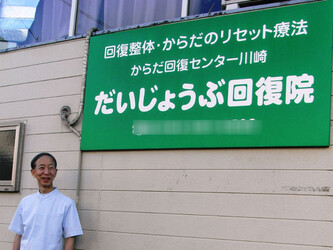 回復整体・からだのリセット療法
からだ回復センター川崎
だいじょうぶ回復院